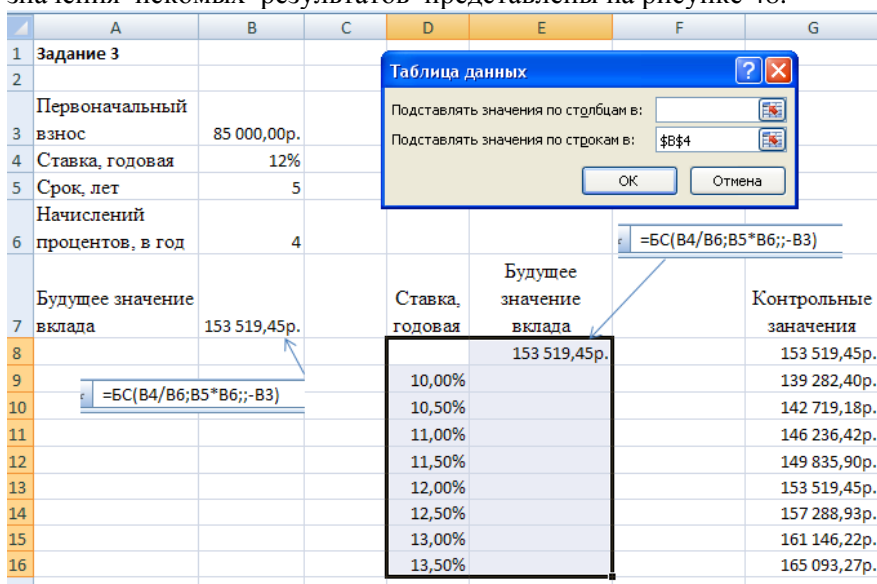 значения искомых результатов представлены на рисунке 48.
A B C D E F G
1 Задание 3
2
Таблица данных
Подставлять значения по столбцам в:
Подставлять значения по строкам в: $B$4
ОК Отмена
Первоначальный
3 взнос 85 000,00р.
4 Ставка, годовая 12%
5 Срок, лет 5
Начислений
6 процентов, в год 4
=БС(B4/B6;B5*B6;;-B3)
Будущее значение
7 вклада 153 519,45р.
Ставка,
годовая
Будущее
значение
вклада
Контрольные
заначения
8 153 519,45р. 153 519,45р.
=БС(B4/B6;B5*B6;;-B3)
9 10,00% 139 282,40р.
10 10,50% 142 719,18р.
11 11,00% 146 236,42р.
12 11,50% 149 835,90р.
13 12,00% 153 519,45р.
14 12,50% 157 288,93р.
15 13,00% 161 146,22р.
16 13,50% 165 093,27р.